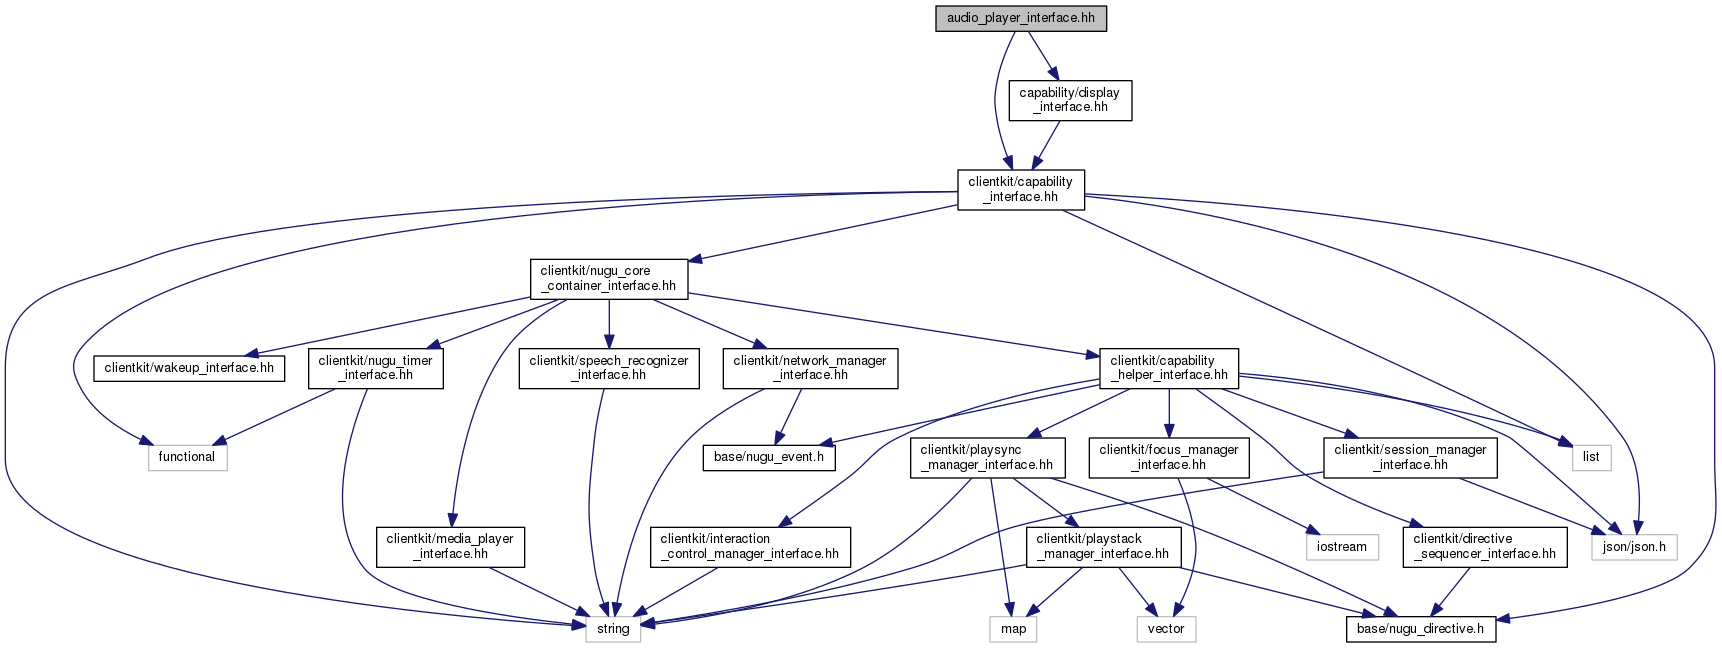 audio_player_interface.hh
capability/display
_interface.hh
clientkit/capability
_interface.hh
clientkit/nugu_core
_container_interface.hh
clientkit/wakeup_interface.hh
clientkit/nugu_timer
_interface.hh
clientkit/speech_recognizer
_interface.hh
clientkit/network_manager
_interface.hh
clientkit/capability
_helper_interface.hh
functional
base/nugu_event.h
clientkit/playsync
_manager_interface.hh
clientkit/focus_manager
_interface.hh
clientkit/session_manager
_interface.hh
list
clientkit/media_player
_interface.hh
clientkit/interaction
_control_manager_interface.hh
clientkit/playstack
_manager_interface.hh
iostream
clientkit/directive
_sequencer_interface.hh
json/json.h
string
map
vector
base/nugu_directive.h